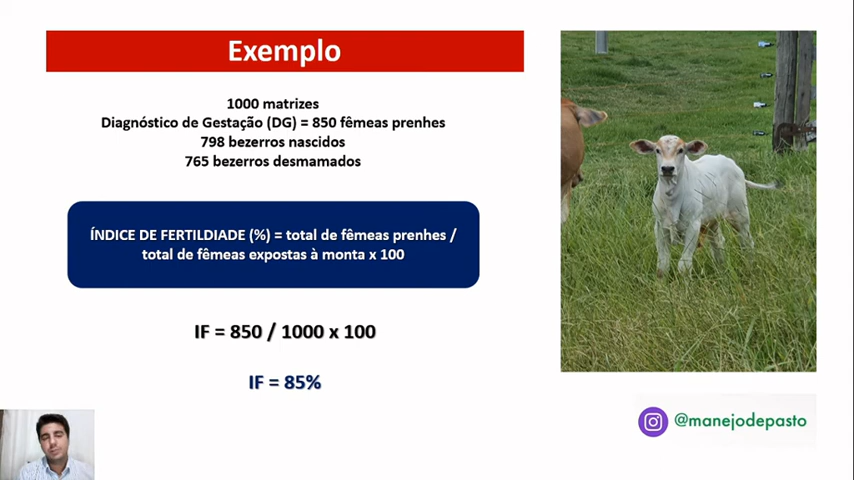 Exemplo
1000 matrizes
Diagnóstico de Gestação (DG) = 850 fêmeas prenhes
798 bezerros nascidos
765 bezerros desmamados
ÍNDICE DE FERTILDIADE (%) = total de fêmeas prenhes /
total de fêmeas expostas à monta x 100
IF = 850 / 1000 x 100
IF = 85%
@manejodepasto